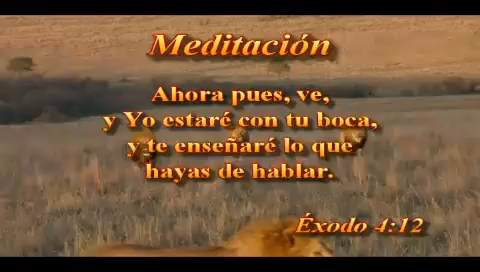 Meditación
Ahora pues, ve,
y Yo estaré con tu boca,
y te enseñaré lo que
hayas de hablar.
Éxodo 4:12